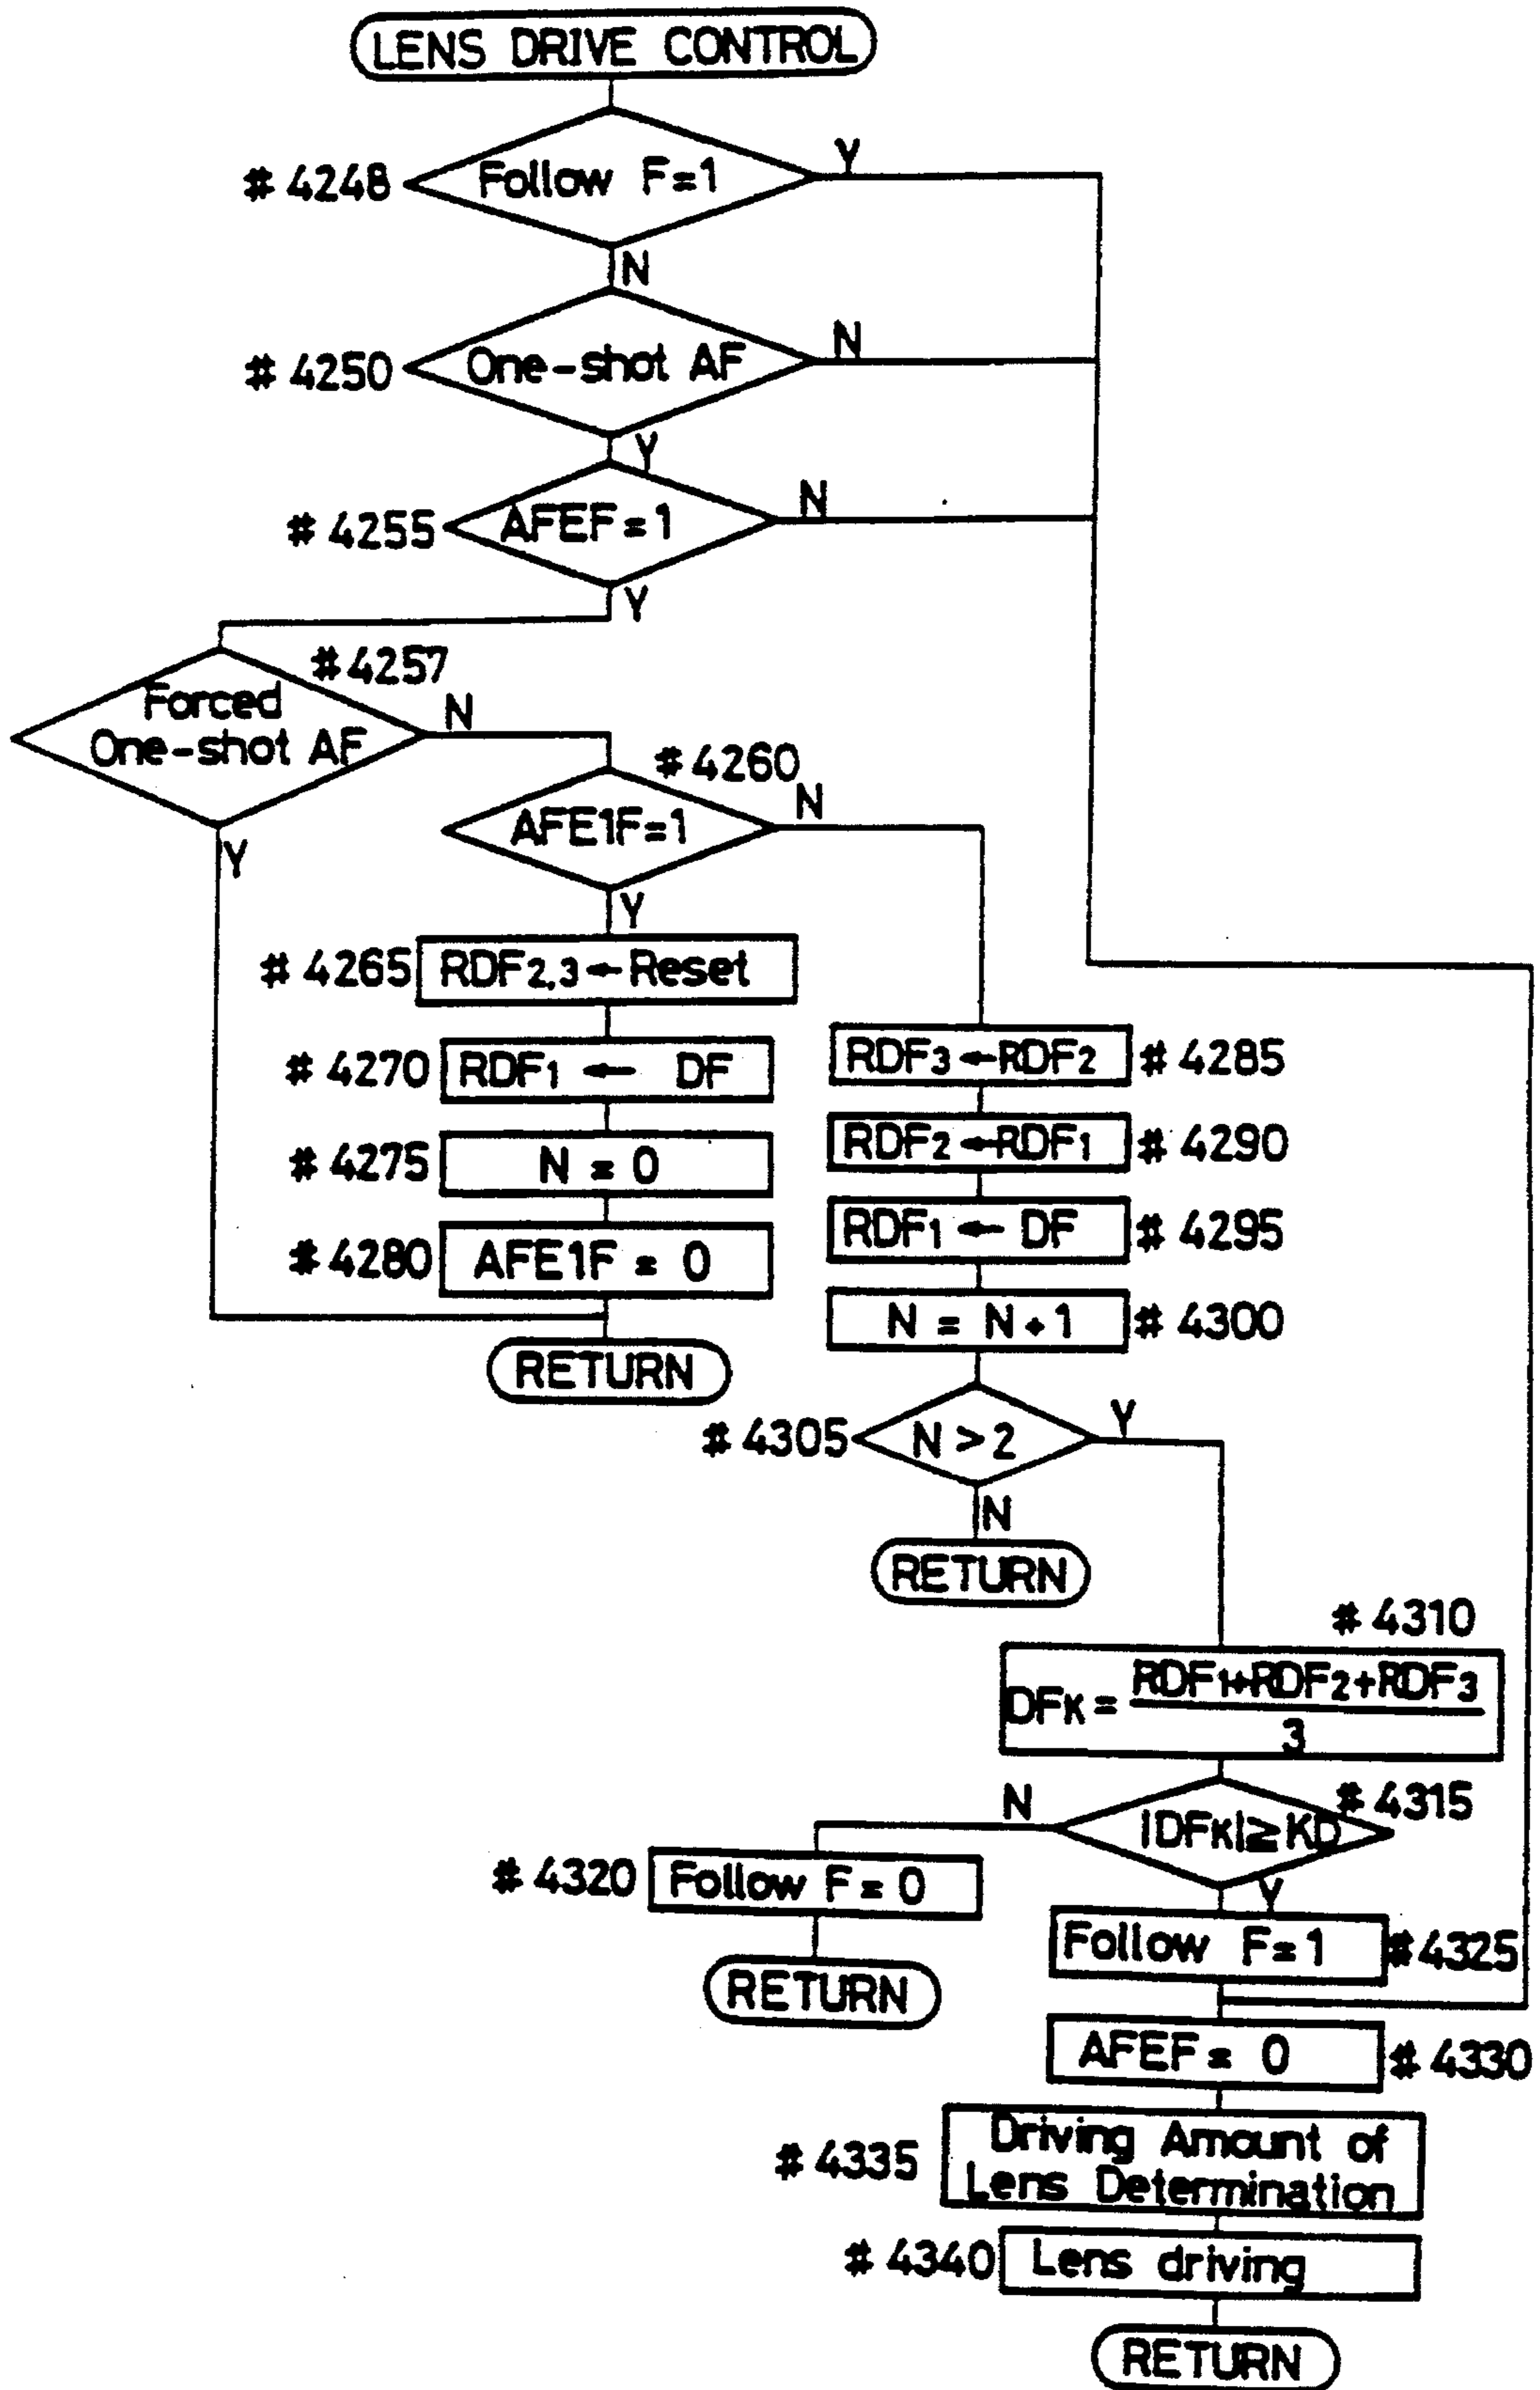 LENS DRIVE CONTROL
# 4248
Follow F=1
Y
N
# 4250
One-shot AF
N
Y
# 4255
AFEF=1
N
Y
#4257
Forced
One-shot AF
N
Y
#4260
AFE1F=1
N
Y
# 4265
RDF2,3←Reset
# 4270
RDF1 ← DF
# 4275
N = 0
# 4280
AFE1F = 0
RETURN
RDF3←RDF2
# 4285
RDF2←RDF1
# 4290
RDF1 ← DF
# 4295
N = N+1
# 4300
# 4305
N > 2
Y
N
RETURN
# 4310
DFK = RDF1+RDF2+RDF3
3
# 4315
|DFK|≥KD
N
Y
# 4320
Follow F = 0
RETURN
Follow F=1
#4325
AFEF = 0
# 4330
# 4335
Driving Amount of
Lens Determination
# 4340
Lens driving
RETURN